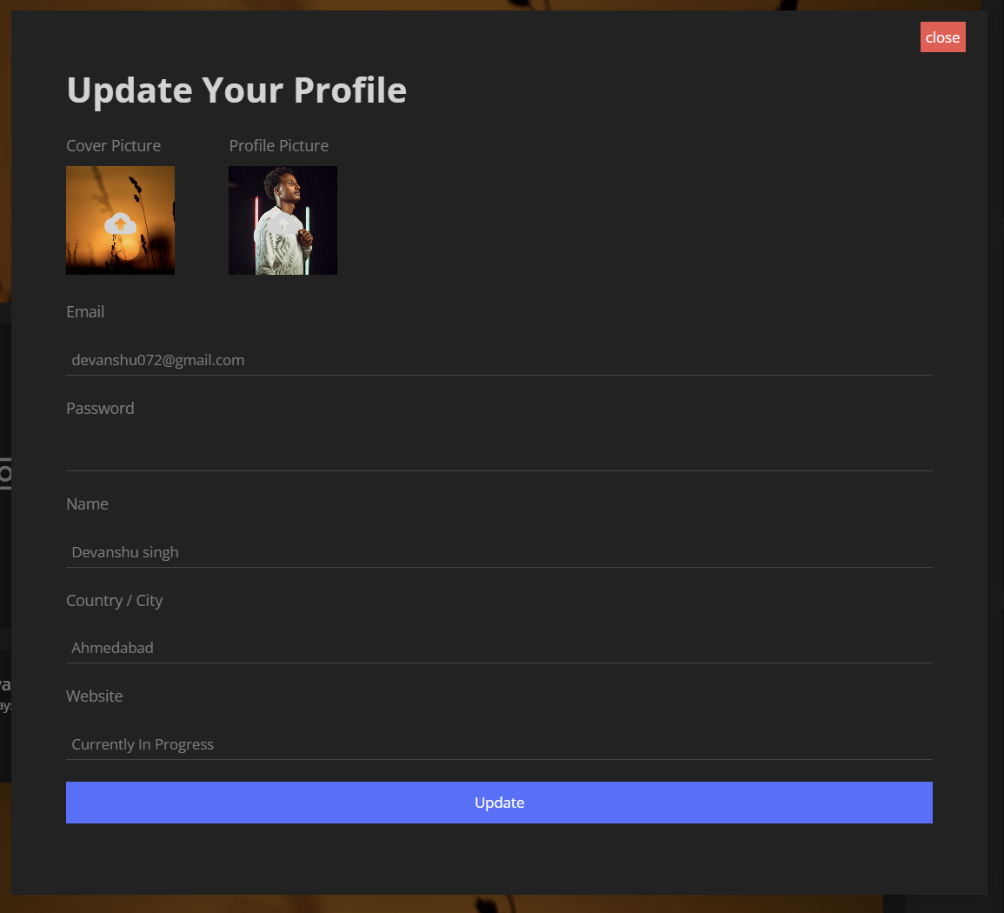 close
Update Your Profile
Cover Picture Profile Picture
Email
devanshu072@gmail.com
Password
Name
Devanshu singh
Country / City
Ahmedabad
Website
Currently In Progress
Update